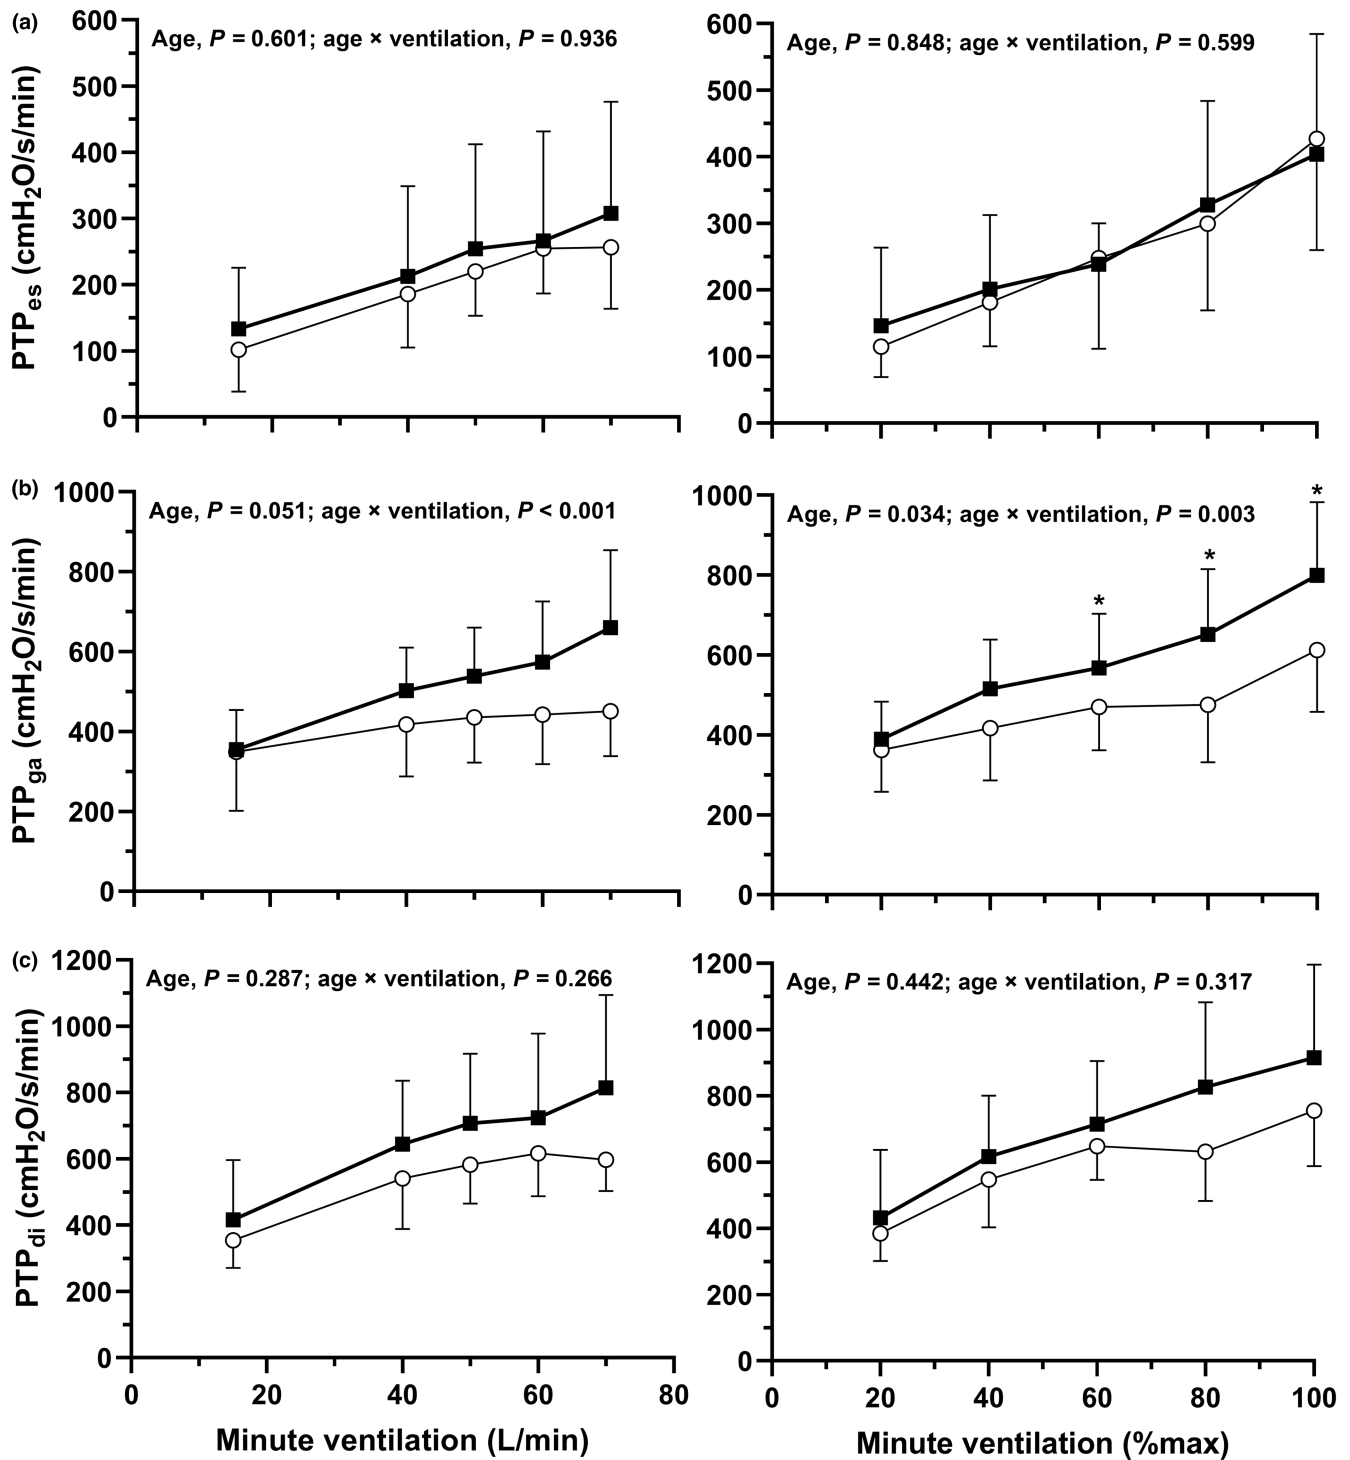 (a)
Age, P = 0.601; age × ventilation, P = 0.936
PTPes (cmH2O/s/min)
600
500
400
300
200
100
0
Age, P = 0.848; age × ventilation, P = 0.599
600
500
400
300
200
100
0
(b)
Age, P = 0.051; age × ventilation, P < 0.001
PTPga (cmH2O/s/min)
1000
800
600
400
200
0
Age, P = 0.034; age × ventilation, P = 0.003
1000
800
600
400
200
0
*
*
*
(c)
Age, P = 0.287; age × ventilation, P = 0.266
PTPdi (cmH2O/s/min)
1200
1000
800
600
400
200
0
0 20 40 60 80
Minute ventilation (L/min)
Age, P = 0.442; age × ventilation, P = 0.317
1200
1000
800
600
400
200
0
0 20 40 60 80 100
Minute ventilation (%max)